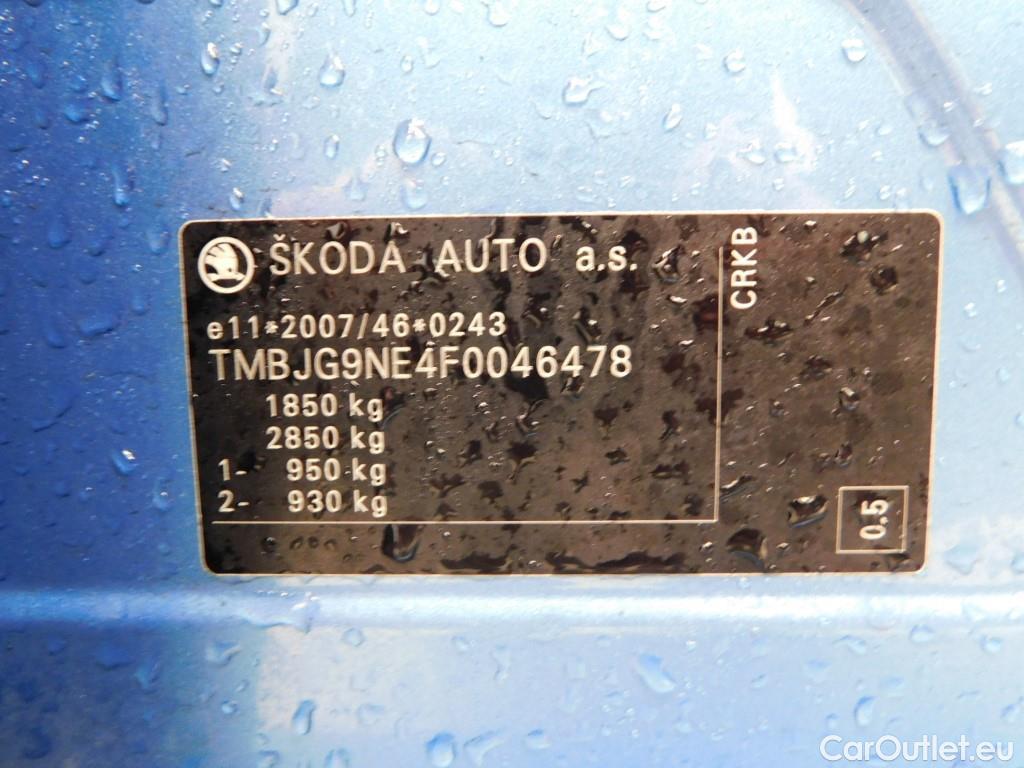 ŠKODA AUTO a.s.
CRKB
e11*2007/46*0243
TMBJG9NE4F0046478
1850 kg
2850 kg
1- 950 kg
2- 930 kg
0.5
CarOutlet.eu